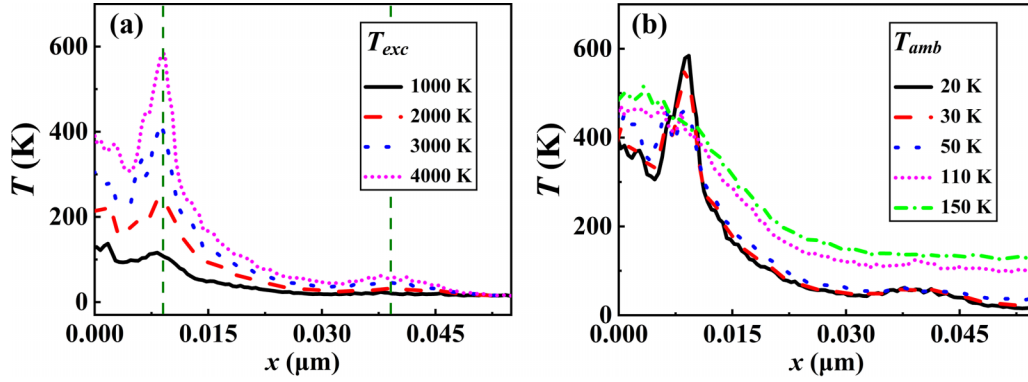 (a)
T_exc
1000 K
2000 K
3000 K
4000 K
600
400
200
0
T (K)
0.000 0.015 0.030 0.045
x (µm)
(b)
T_amb
20 K
30 K
50 K
110 K
150 K
600
400
200
0
T (K)
0.000 0.015 0.030 0.045
x (µm)